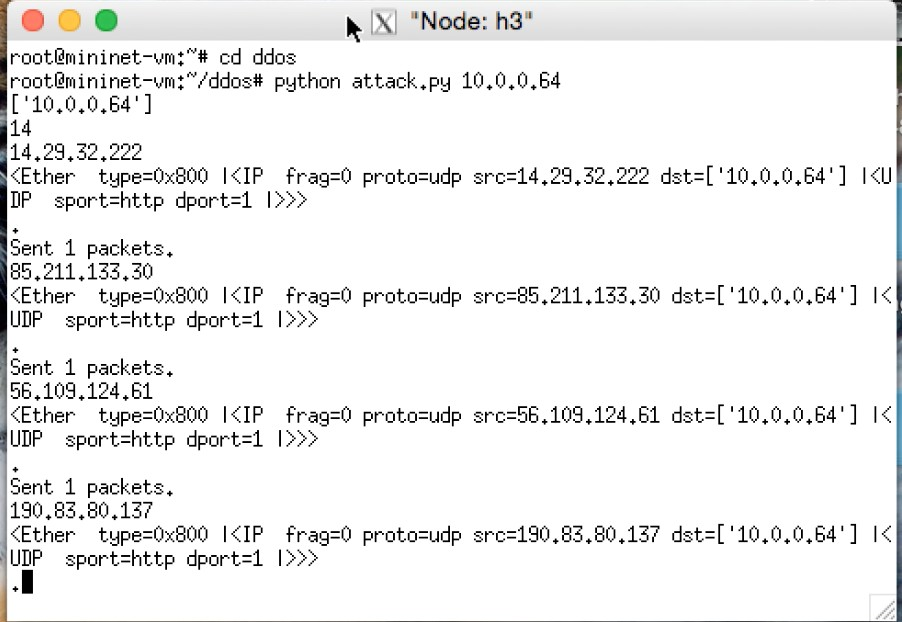 "Node: h3"
root@mininet-vm:~# cd ddos
root@mininet-vm:~/ddos# python attack.py 10.0.0.64
['10.0.0.64']
14
14.29.32.222
<Ether  type=0x800 |<IP  frag=0 proto=udp src=14.29.32.222 dst=['10.0.0.64'] |<U
DP  sport=http dport=1 |>>>
.
Sent 1 packets.
85.211.133.30
<Ether  type=0x800 |<IP  frag=0 proto=udp src=85.211.133.30 dst=['10.0.0.64'] |<
UDP  sport=http dport=1 |>>>
.
Sent 1 packets.
56.109.124.61
<Ether  type=0x800 |<IP  frag=0 proto=udp src=56.109.124.61 dst=['10.0.0.64'] |<
UDP  sport=http dport=1 |>>>
.
Sent 1 packets.
190.83.80.137
<Ether  type=0x800 |<IP  frag=0 proto=udp src=190.83.80.137 dst=['10.0.0.64'] |<
UDP  sport=http dport=1 |>>>
.